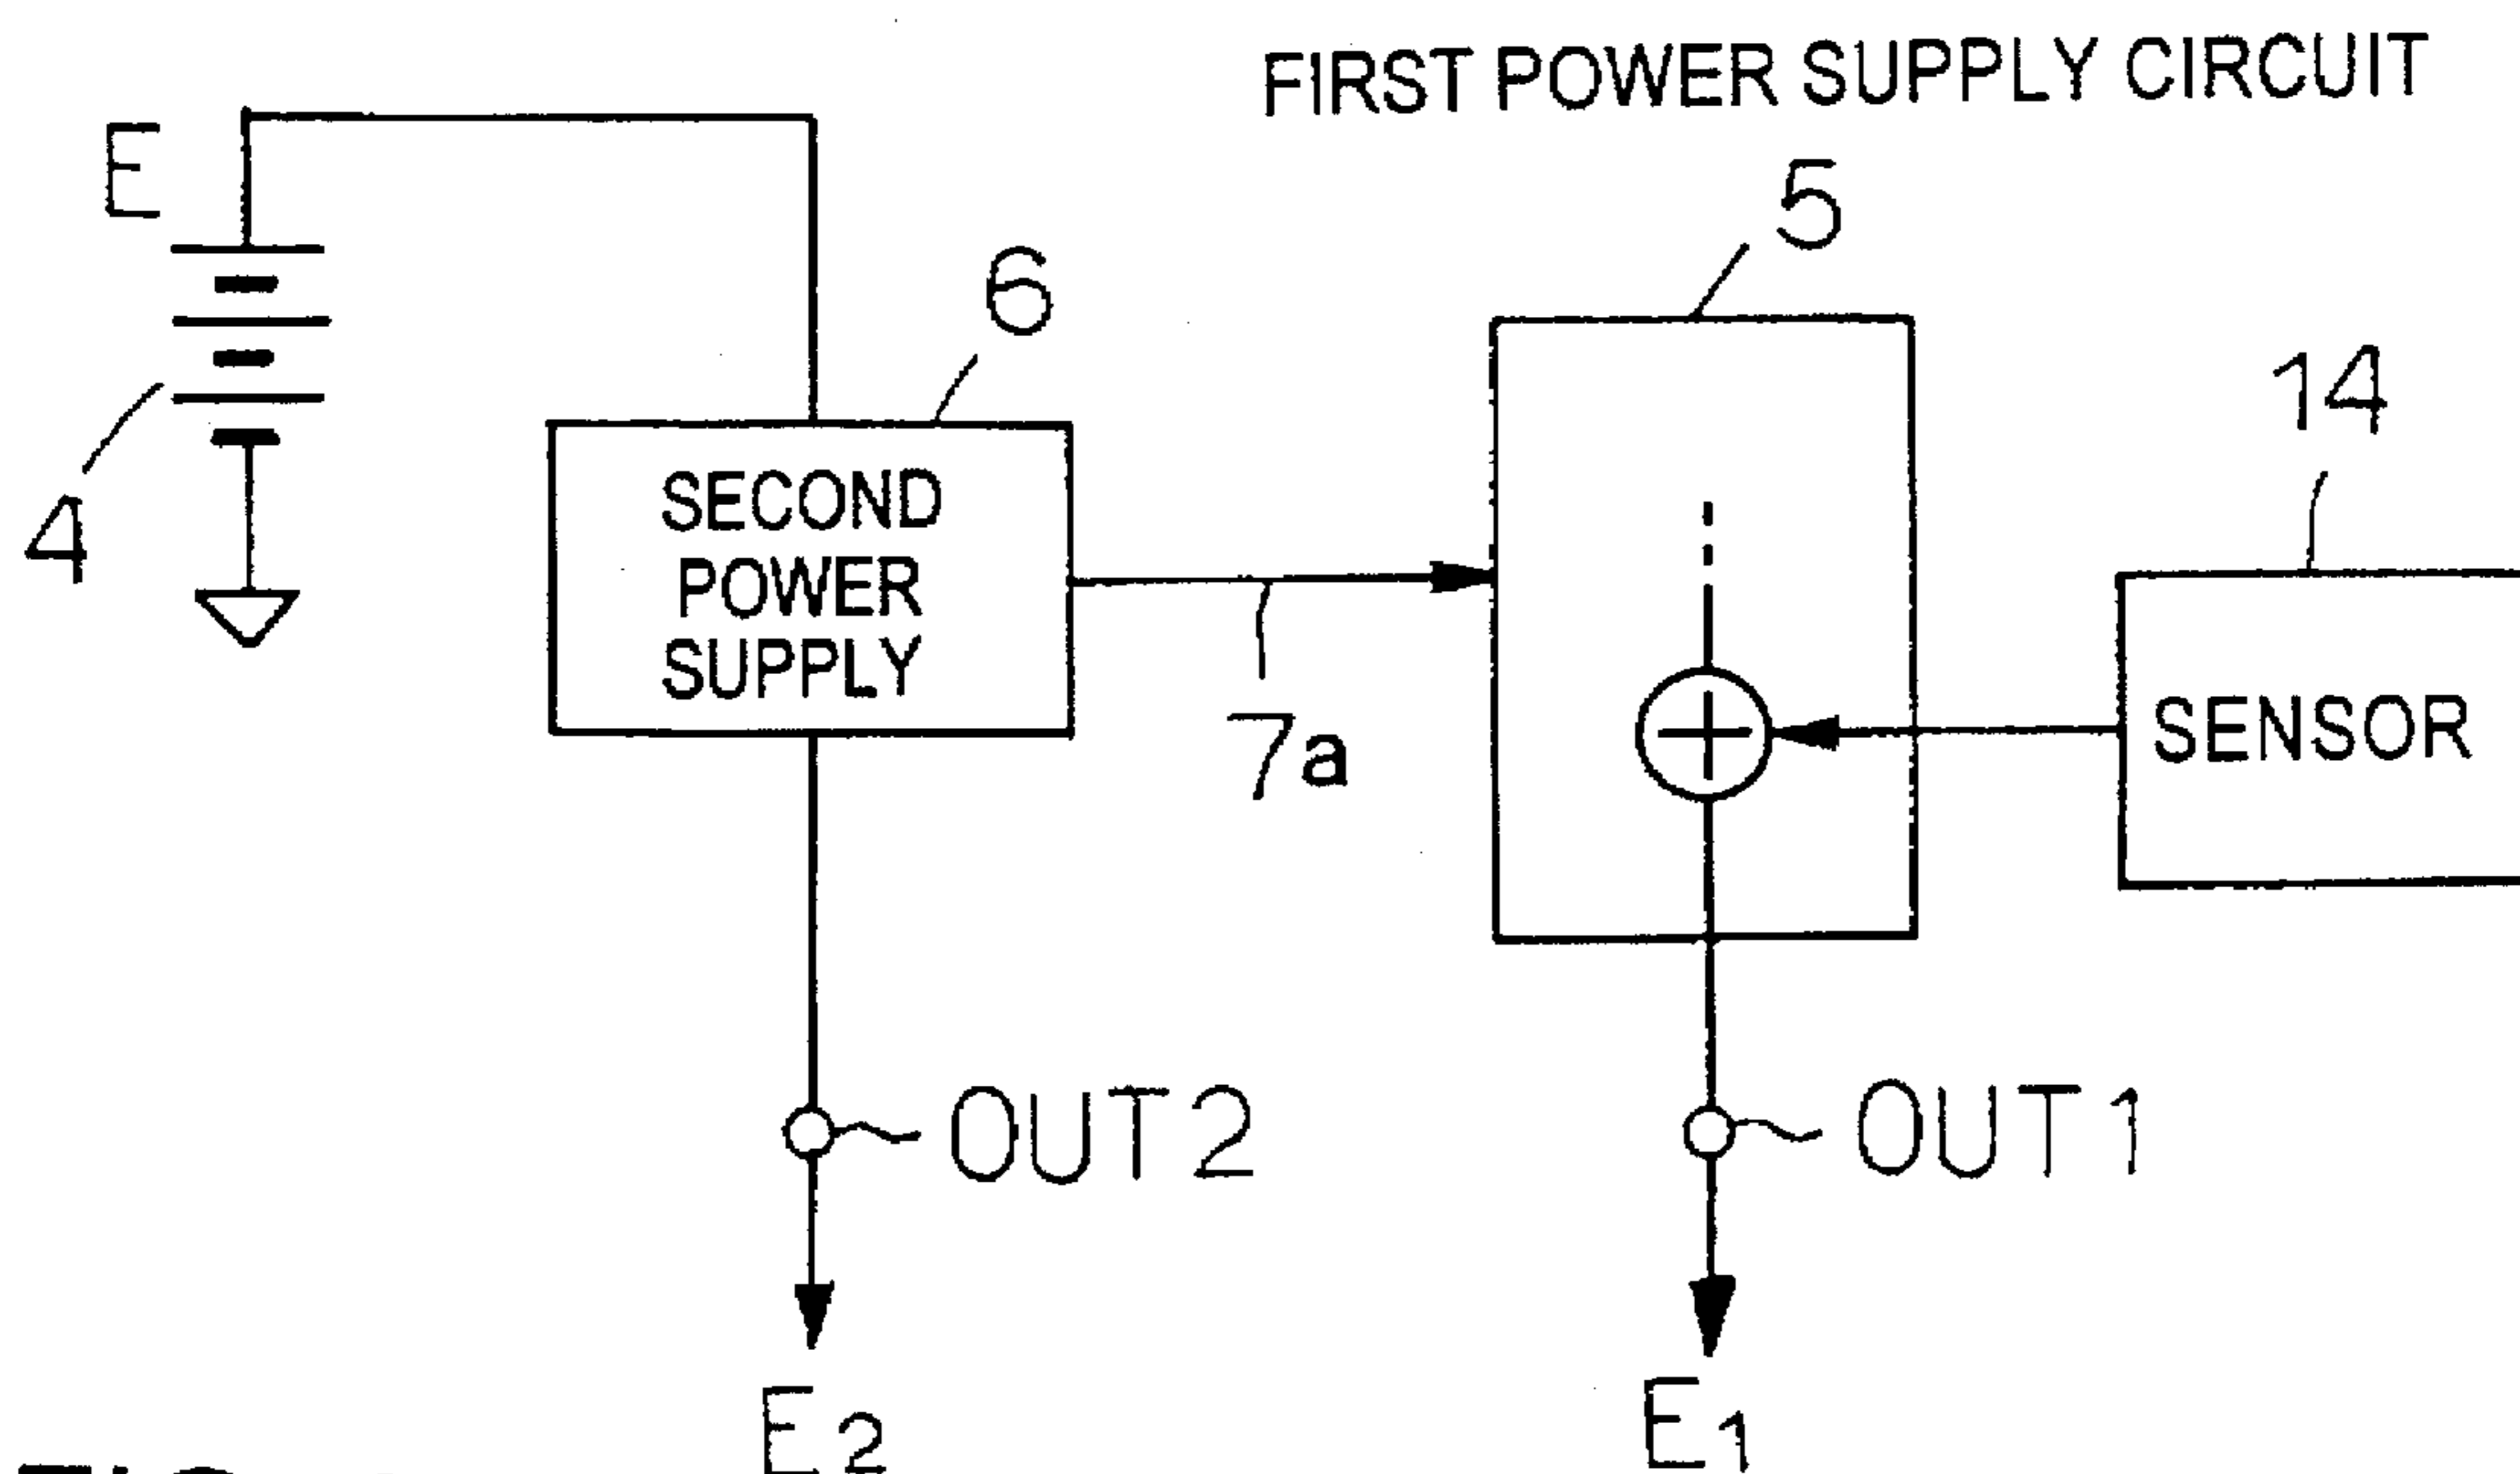 FIRST POWER SUPPLY CIRCUIT
E
5
6
14
4
SECOND
POWER
SUPPLY
SENSOR
7a
OUT2
OUT1
E2
E1